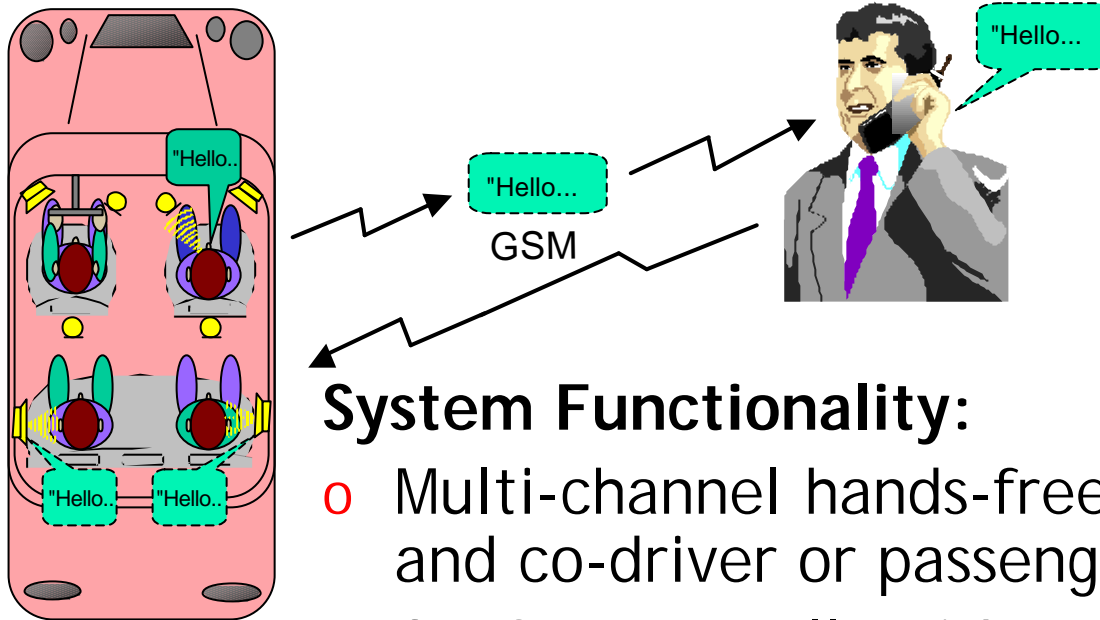 "Hello...
"Hello..
"Hello...
GSM
"Hello..
"Hello..
System Functionality:
o Multi-channel hands-free
and co-driver or passeng